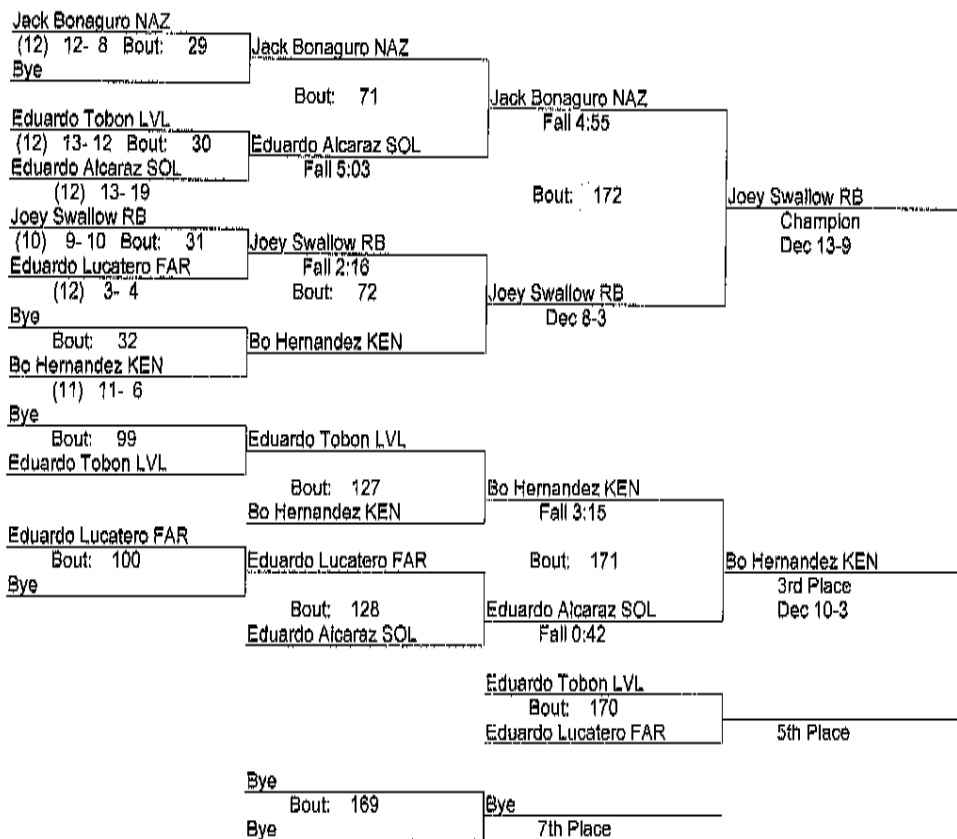 Jack Bonaguro NAZ
(12) 12- 8 Bout: 29
Bye
Jack Bonaguro NAZ
Bout: 71
Eduardo Tobon LVL
(12) 13- 12 Bout: 30
Eduardo Alcaraz SOL
(12) 13- 19
Eduardo Alcaraz SOL
Fall 5:03
Jack Bonaguro NAZ
Fall 4:55
Bout: 172
Joey Swallow RB
(10) 9- 10 Bout: 31
Eduardo Lucatero FAR
(12) 3- 4
Joey Swallow RB
Fall 2:16
Bout: 72
Bye
Bout: 32
Bo Hernandez KEN
(11) 11- 6
Bo Hernandez KEN
Joey Swallow RB
Dec 8-3
Joey Swallow RB
Champion
Dec 13-9
Bye
Bout: 99
Eduardo Tobon LVL
Eduardo Tobon LVL
Bout: 127
Bo Hernandez KEN
Bo Hernandez KEN
Fall 3:15
Bout: 171
Eduardo Lucatero FAR
Bout: 100
Bye
Eduardo Lucatero FAR
Bout: 128
Eduardo Alcaraz SOL
Eduardo Alcaraz SOL
Fall 0:42
Bo Hernandez KEN
3rd Place
Dec 10-3
Eduardo Tobon LVL
Bout: 170
Eduardo Lucatero FAR
5th Place
Bye
Bout: 169
Bye
Bye
7th Place